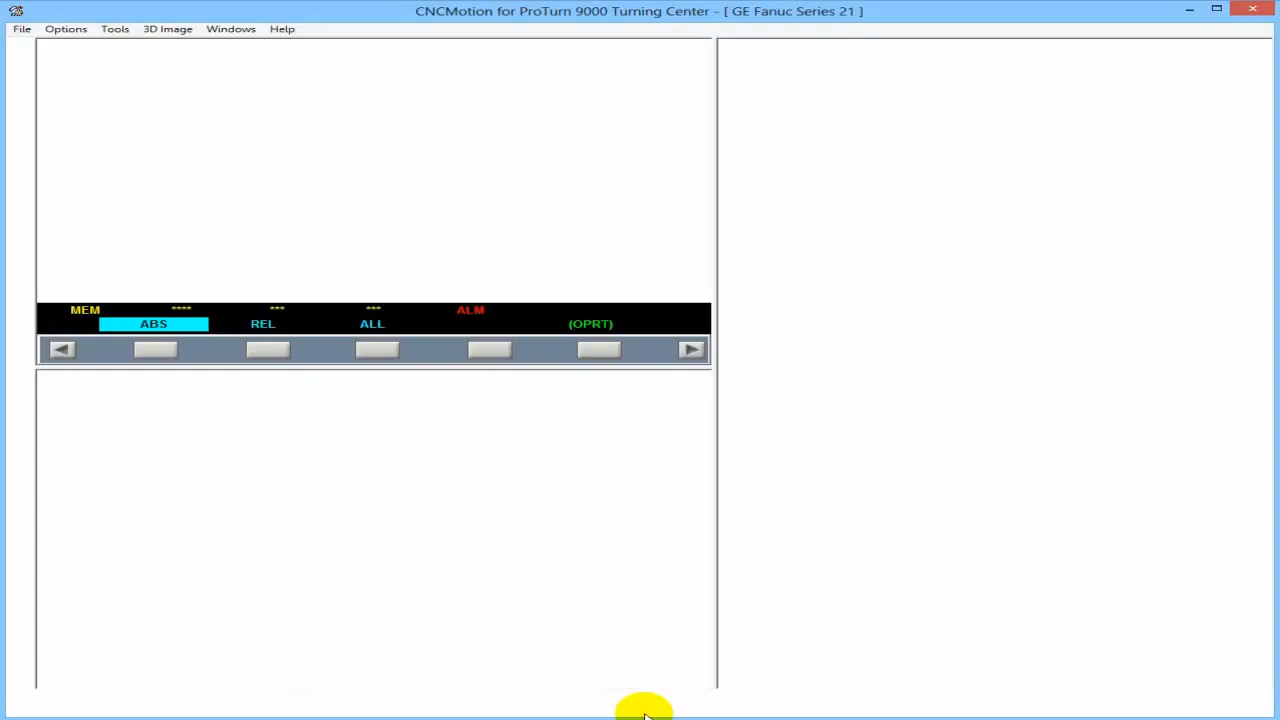 CNCMotion for ProTurn 9000 Turning Center - [ GE Fanuc Series 21 ]
File Options Tools 3D Image Windows Help
MEM **** *** *** ALM
ABS REL ALL (OPRT)